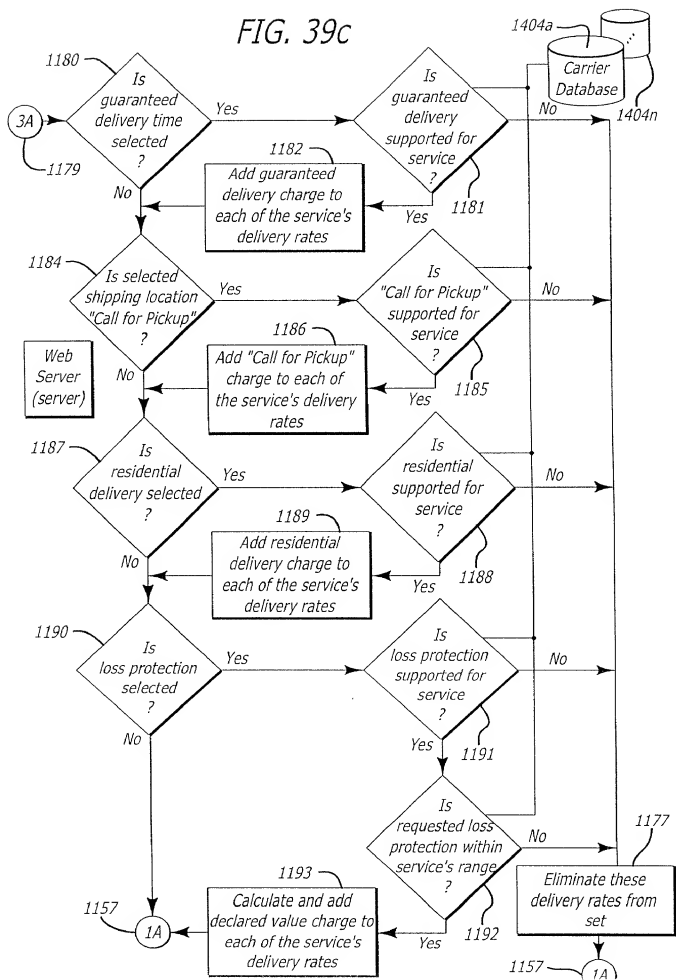 FIG. 39c
1404a
Carrier
Database
1404n
1180
3A
1179
Is
guaranteed
delivery time
selected
?
Yes
No
Is
guaranteed
delivery
supported for
service
?
No
Yes
1181
1182
Add guaranteed
delivery charge to
each of the service's
delivery rates
1184
Is selected
shipping location
"Call for Pickup"
?
Yes
No
Is
"Call for Pickup"
supported for
service
?
No
Yes
1185
1186
Add "Call for Pickup"
charge to each of
the service's delivery
rates
Web
Server
(server)
1187
Is
residential
delivery selected
?
Yes
No
Is
residential
supported for
service
?
No
Yes
1188
1189
Add residential
delivery charge to
each of the service's
delivery rates
1190
Is
loss protection
selected
?
Yes
No
Is
loss protection
supported for
service
?
No
Yes
1191
Is
requested loss
protection within
service's range
?
No
Yes
1192
1193
Calculate and add
declared value charge to
each of the service's
delivery rates
1157
1A
1177
Eliminate these
delivery rates from
set
1157
1A